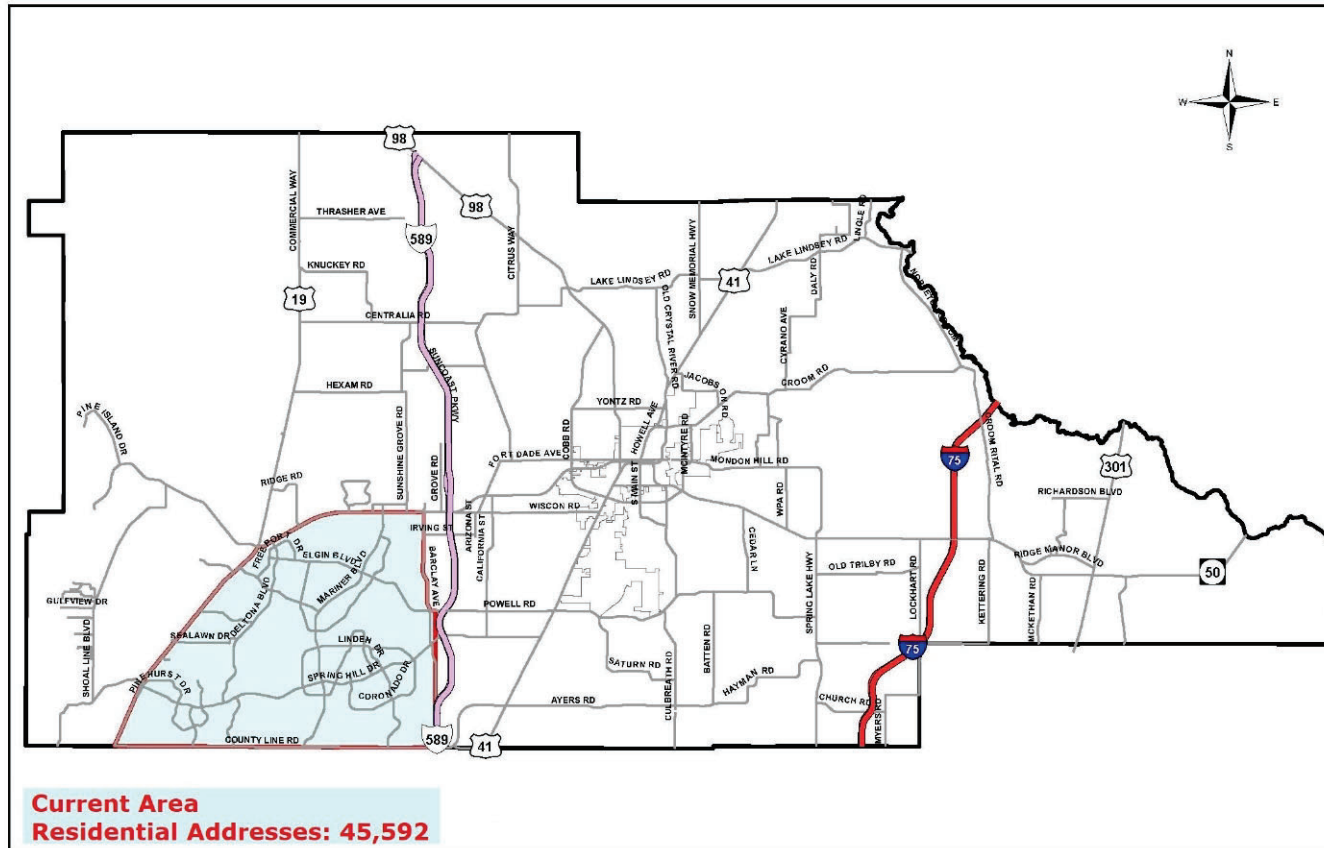 N
W
E
S
98
98
589
THRASHER AVE
COMMERCIAL WAY
KNUCKEY RD
19
CENTRALIA RD
CITRUS WAY
LAKE LINDSEY RD
SNOW MEMORIAL HWY
41
LAKE LINDSEY RD
DALY RD
LINGLE RD
OLD CRYSTAL RIVER RD
CYRANO AVE
SUNCOAST PKWY
HEXAM RD
JACOBSON RD
CROOM RD
YONTZ RD
HOWELL AVE
PINE ISLAND DR
SUNSHINE GROVE RD
COBB RD
MCINTYRE RD
CROOM RITAL RD
FORT DADE AVE
MONDON HILL RD
75
301
RIDGE RD
GROVE RD
S MAIN ST
RICHARDSON BLVD
WISCON RD
WPA RD
IRVING ST
ARIZONA ST
CALIFORNIA ST
FREEPORT DR
ELGIN BLVD
MARINER BLVD
BARCLAY AVE
CEDAR LN
SPRING LAKE HWY
OLD TRILBY RD
LOCKHART RD
KETTERING RD
RIDGE MANOR BLVD
50
MCKETHAN RD
GULFVIEW DR
DELTONA BLVD
POWELL RD
SHOAL LINE BLVD
SEALAWN DR
LINDEN DR
75
SPRING HILL DR
SATURN RD
BATTEN RD
PINEHURST DR
CORONADO DR
CULBREATH RD
HAYMAN RD
AYERS RD
CHURCH RD
MYERS RD
COUNTY LINE RD
589
41
Current Area
Residential Addresses: 45,592